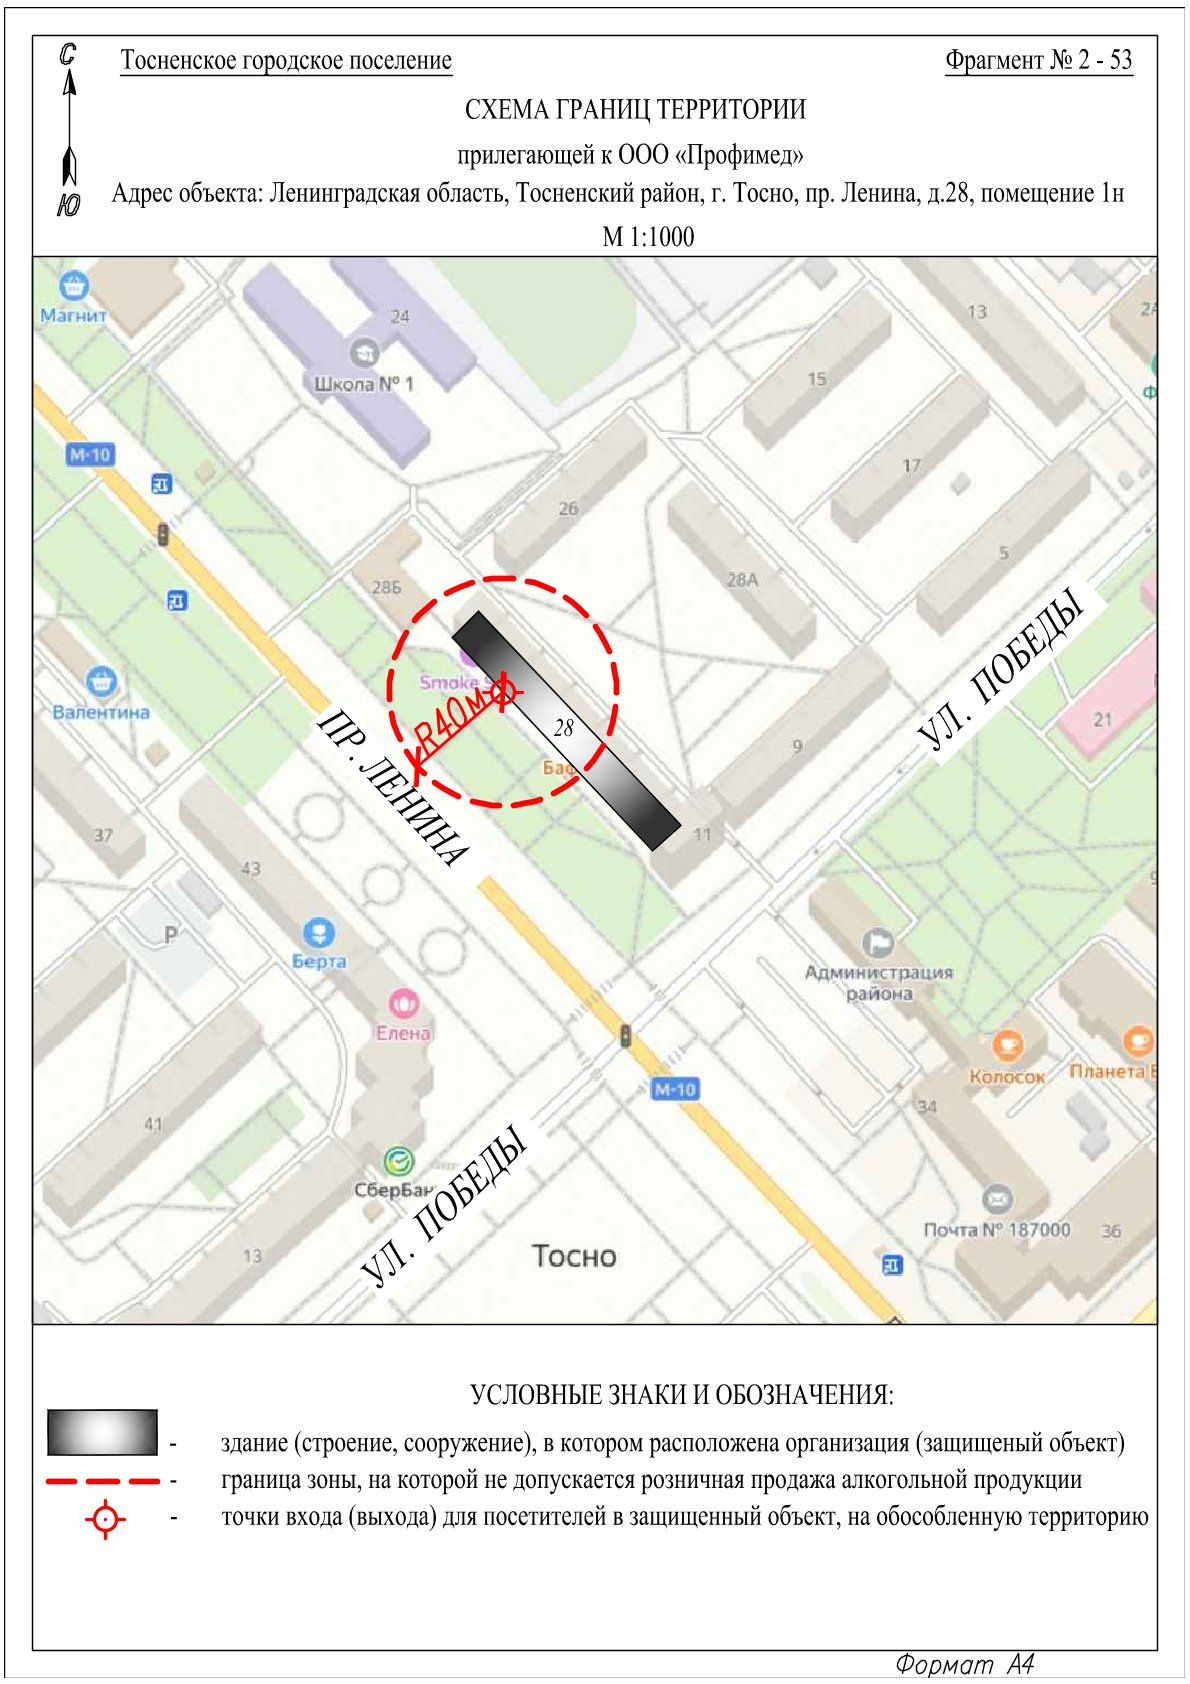 С
Ю
Тосненское городское поселение
Фрагмент № 2 - 53
СХЕМА ГРАНИЦ ТЕРРИТОРИИ
прилегающей к ООО «Профимед»
Адрес объекта: Ленинградская область, Тосненский район, г. Тосно, пр. Ленина, д.28, помещение 1н
М 1:1000
Магнит
24
13
Школа № 1
15
М-10
17
26
5
28Б
28А
УЛ. ПОБЕДЫ
Smoke
Валентина
R40м
ПР. ЛЕНИНА
28
21
9
37
11
43
Р
Берта
Администрация
района
Елена
Колосок
Планета
М-10
34
41
СберБан
УЛ. ПОБЕДЫ
Почта № 187000
36
13
Тосно
УСЛОВНЫЕ ЗНАКИ И ОБОЗНАЧЕНИЯ:
- здание (строение, сооружение), в котором расположена организация (защищеный объект)
- граница зоны, на которой не допускается розничная продажа алкогольной продукции
- точки входа (выхода) для посетителей в защищенный объект, на обособленную территорию
Формат А4